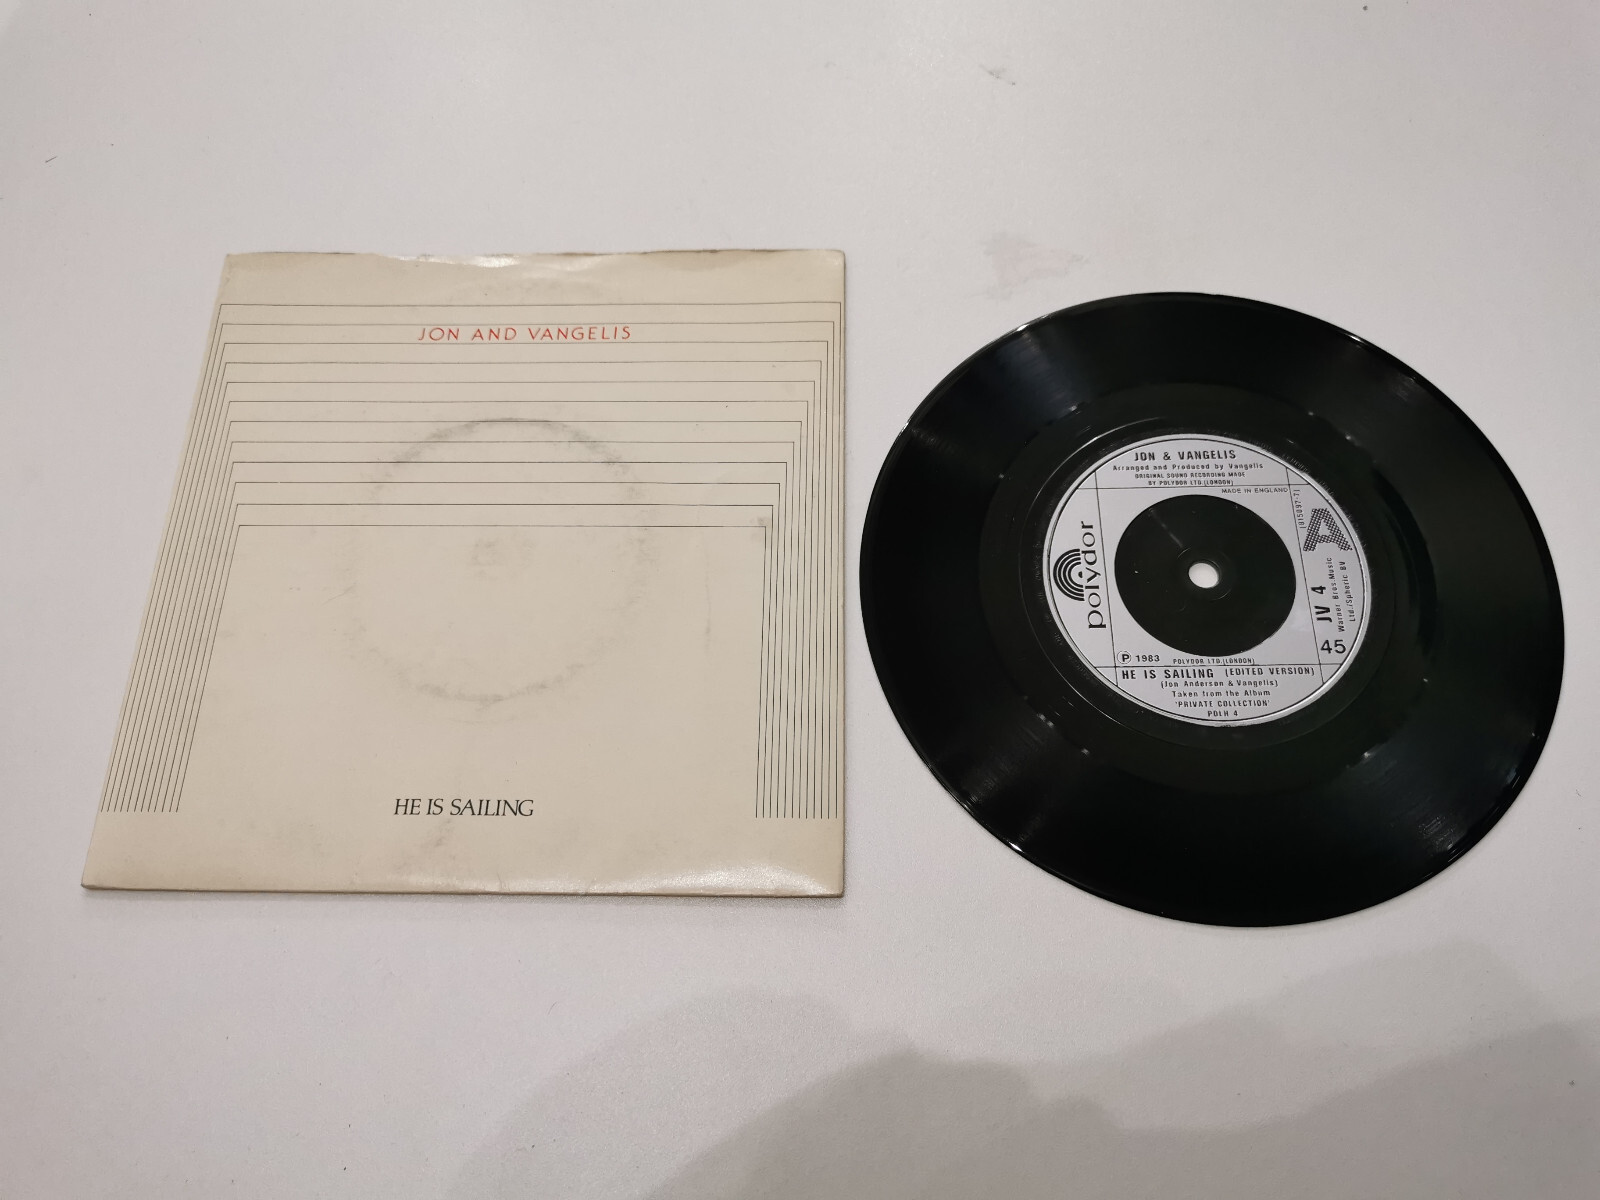 JON AND VANGELIS
HE IS SAILING
JON & VANGELIS
Arranged and Produced by Vangelis
ORIGINAL SOUND RECORDING MADE
BY POLYDOR LTD.(LONDON)
MADE IN ENGLAND
polydor
A
JV 4
Warner Bros.Music
Ltd./Spheric BV
45
Ⓟ 1983 POLYDOR LTD.(LONDON)
HE IS SAILING (EDITED VERSION)
(Jon Anderson & Vangelis)
Taken from the Album
'PRIVATE COLLECTION'
POLH 4